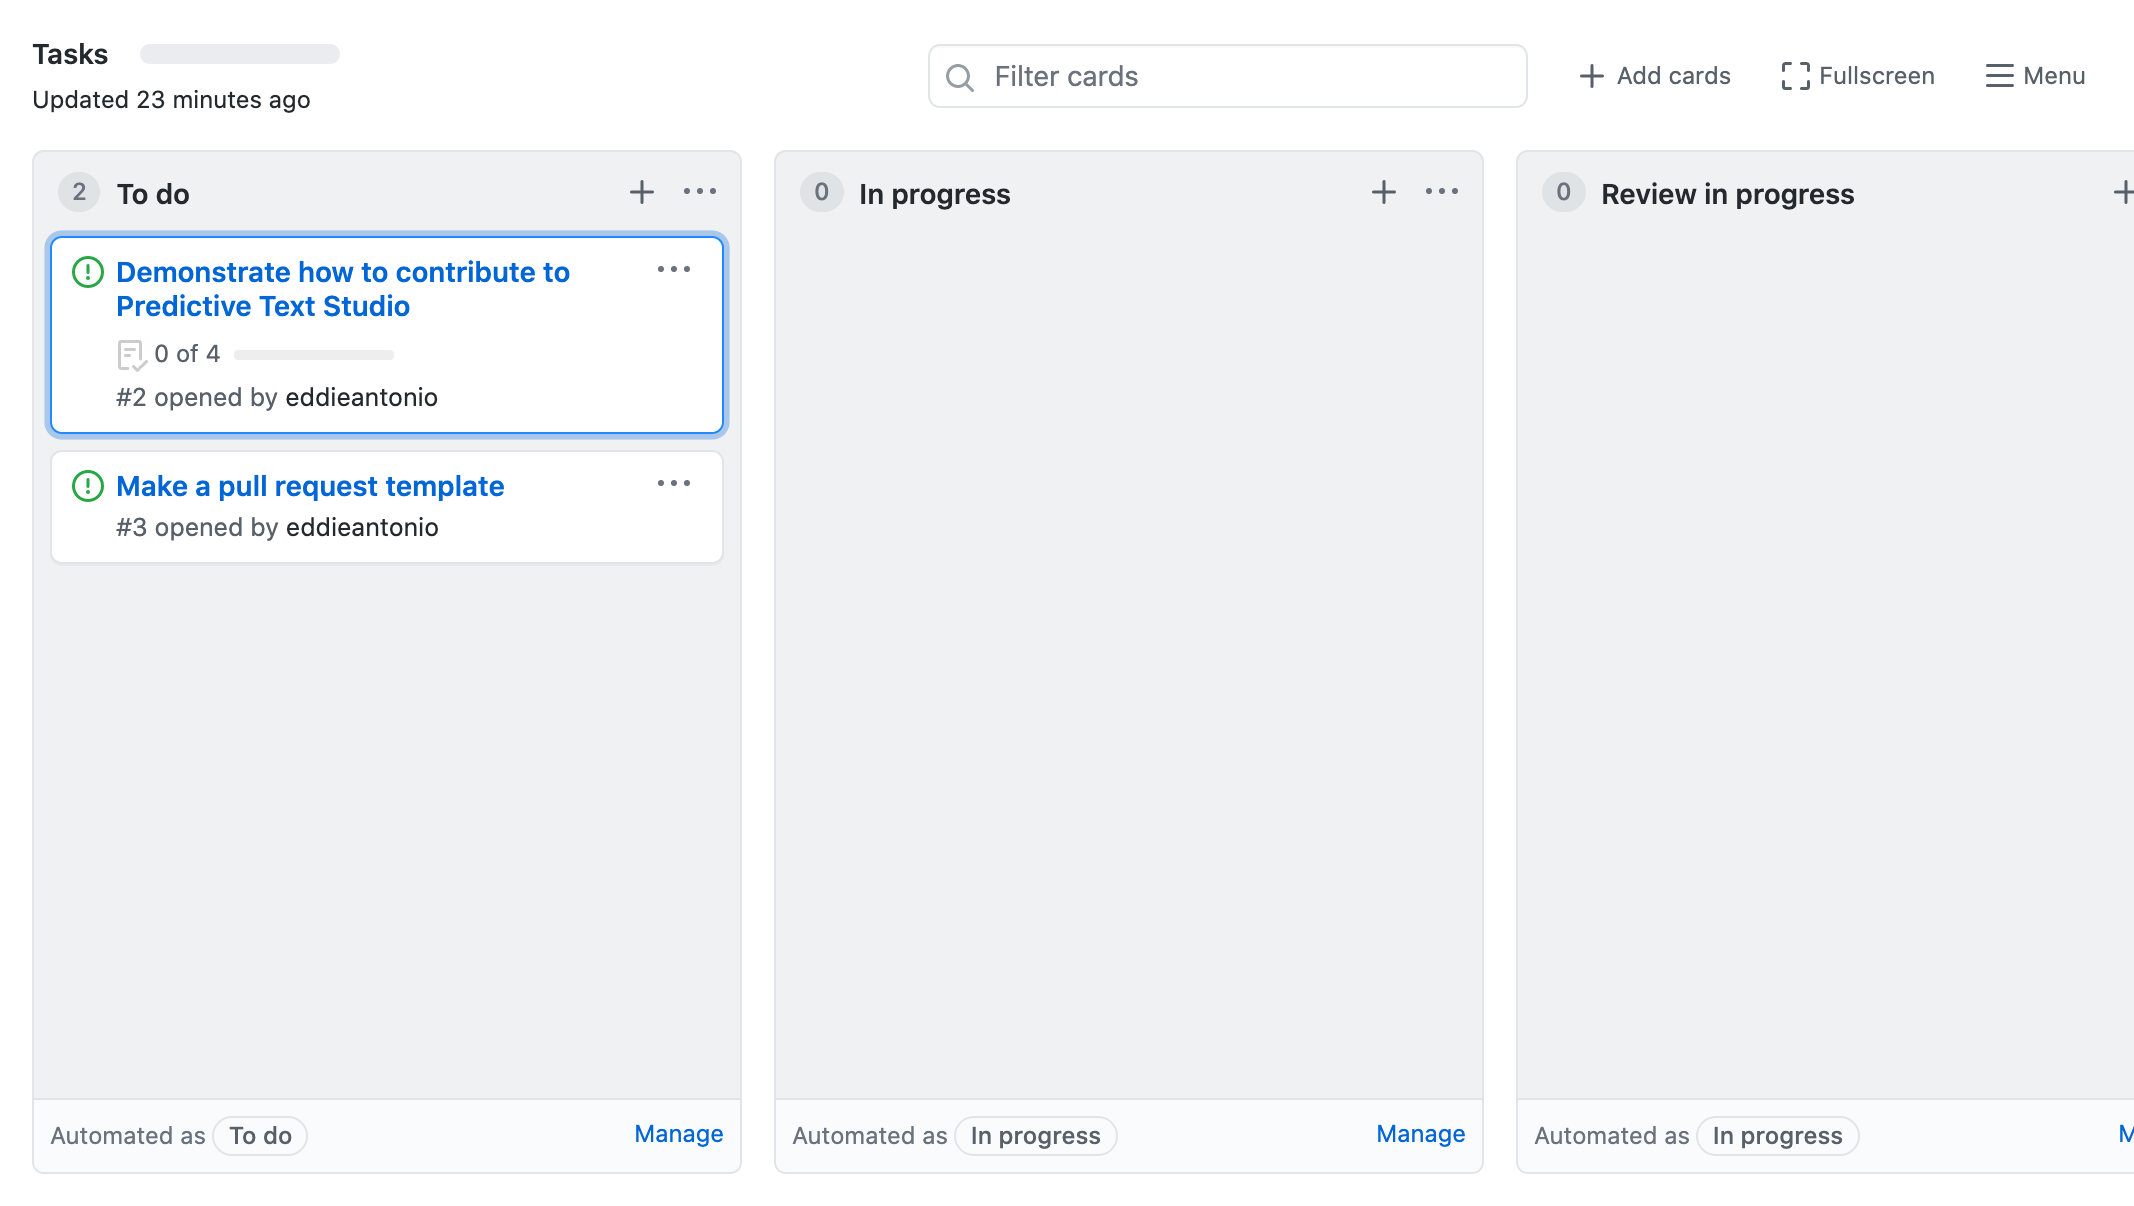 Tasks
Updated 23 minutes ago
Filter cards
Add cards
Fullscreen
Menu
2 To do
Demonstrate how to contribute to
Predictive Text Studio
0 of 4
#2 opened by eddieantonio
Make a pull request template
#3 opened by eddieantonio
Automated as To do
Manage
0 In progress
Automated as In progress
Manage
0 Review in progress
Automated as In progress